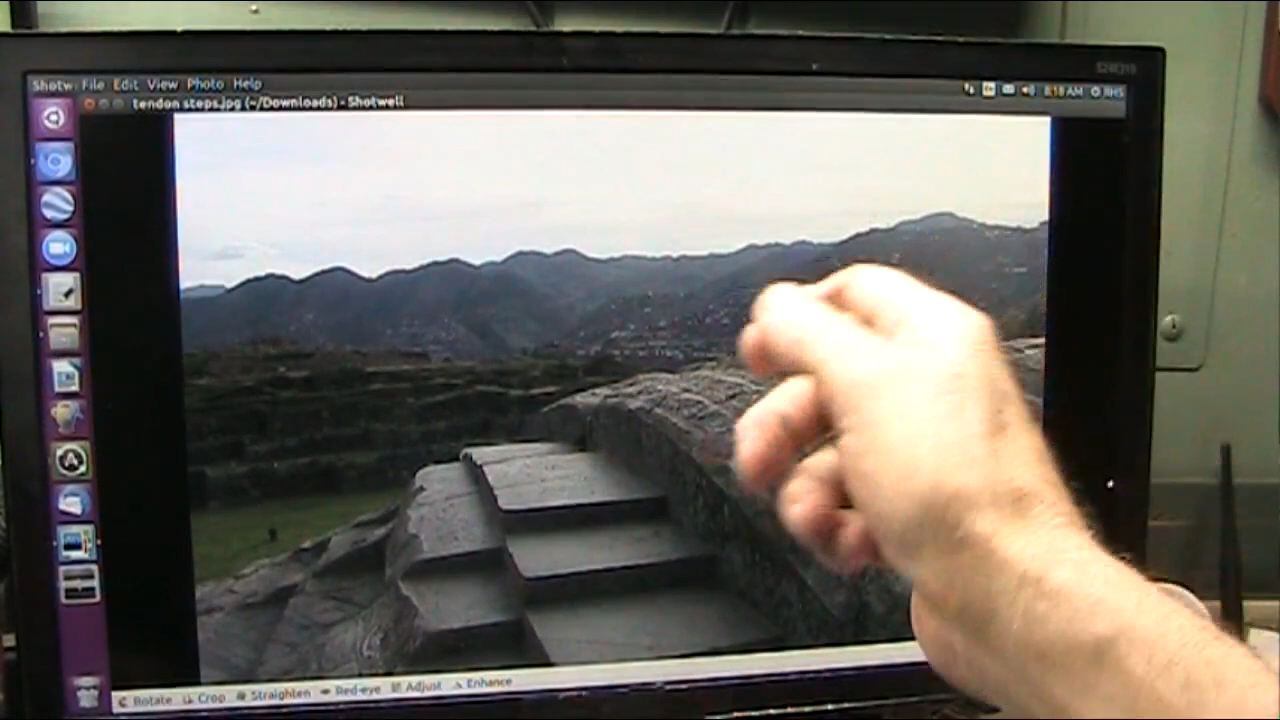 Shotw File Edit View Photo Help
8:18 AM RHS
tendon steps.jpg (~/Downloads) - Shotwell
Rotate Crop Straighten Red-eye Adjust Enhance